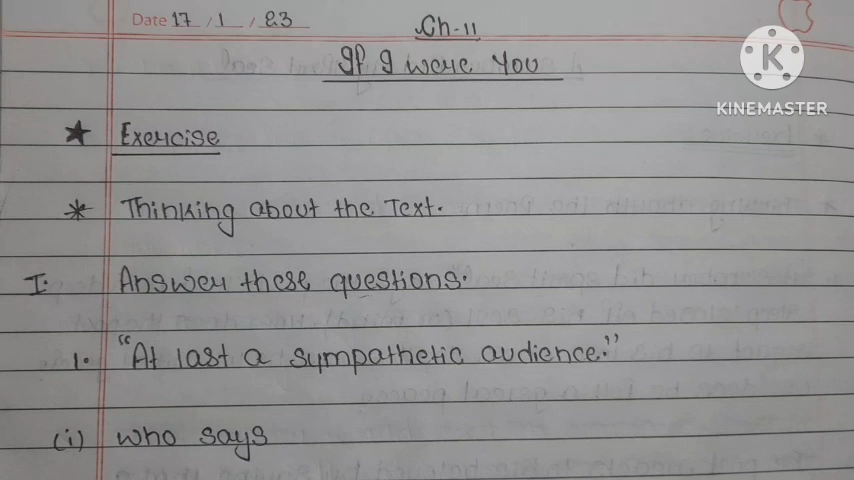 Date 17 / 1 / 23
Ch-11
If I were You
K
KINEMASTER
★ Exercise
* Thinking about the Text.
I. Answer these questions.
1. "At last a sympathetic audience."
(i) who says